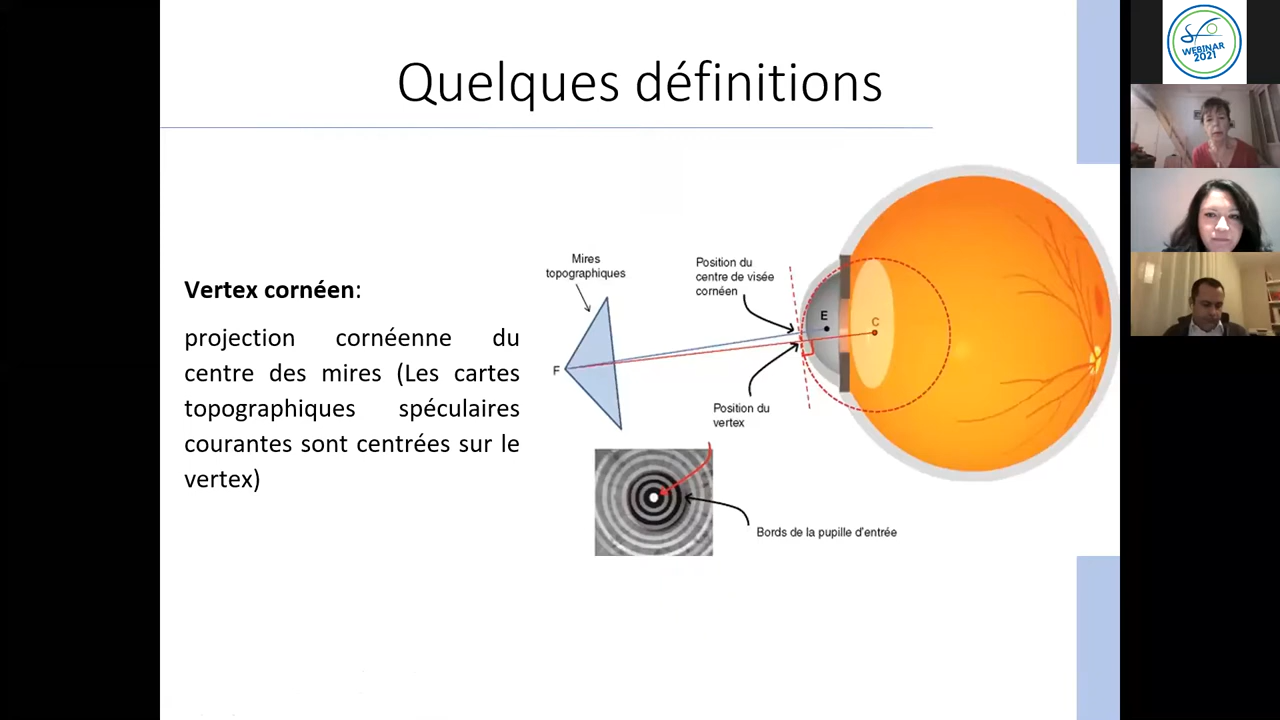 Quelques définitions
Vertex cornéen:
projection cornéenne du
centre des mires (Les cartes
topographiques spéculaires
courantes sont centrées sur le
vertex)
Mires
topographiques
F
Position du
centre de visée
cornéen
E
C
Position du
vertex
Bords de la pupille d'entrée
SFO
WEBINAR
2021